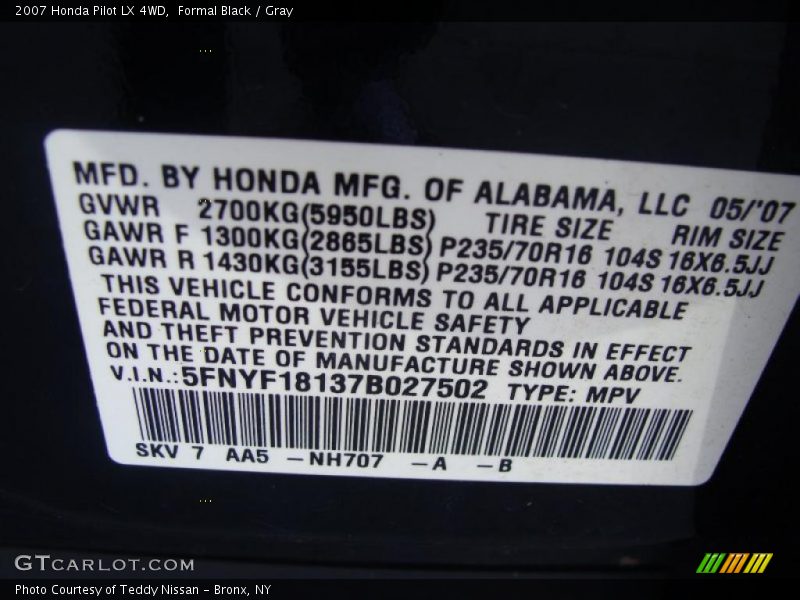 2007 Honda Pilot LX 4WD,  Formal Black / Gray
MFD. BY HONDA MFG. OF ALABAMA, LLC 05/'07
GVWR 2700KG(5950LBS) TIRE SIZE RIM SIZE
GAWR F 1300KG(2865LBS) P235/70R16 104S 16X6.5JJ
GAWR R 1430KG(3155LBS) P235/70R16 104S 16X6.5JJ
THIS VEHICLE CONFORMS TO ALL APPLICABLE
FEDERAL MOTOR VEHICLE SAFETY
AND THEFT PREVENTION STANDARDS IN EFFECT
ON THE DATE OF MANUFACTURE SHOWN ABOVE.
V.I.N.: 5FNYF18137B027502 TYPE: MPV
SKV 7 AA5 – NH707 – A – B
GTCARLOT.COM
Photo Courtesy of Teddy Nissan – Bronx, NY